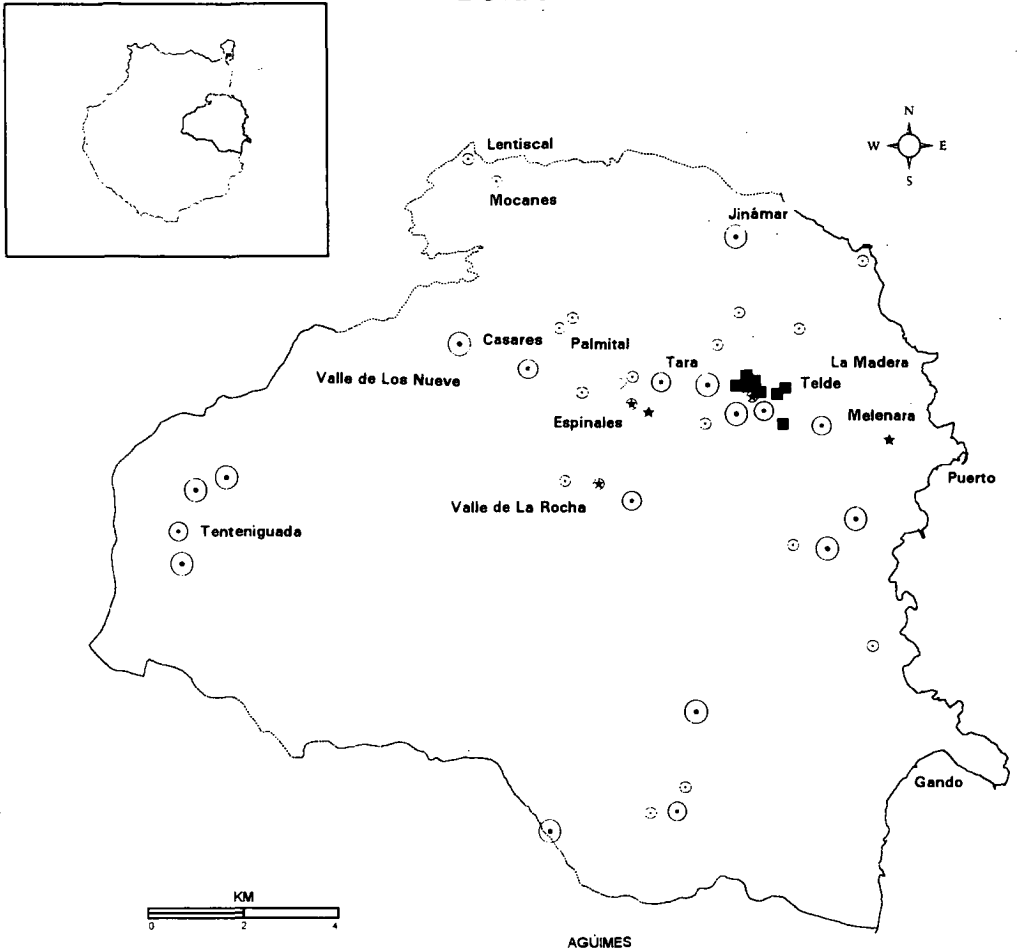 N
W E
S
Lentiscal
Mocanes
Jinámar
Casares
Palmital
Valle de Los Nueve
Tara
La Madera
Telde
Espinales
Melenara
Puerto
Valle de La Rocha
Tenteniguada
Gando
KM
0 2 4
AGÜIMES